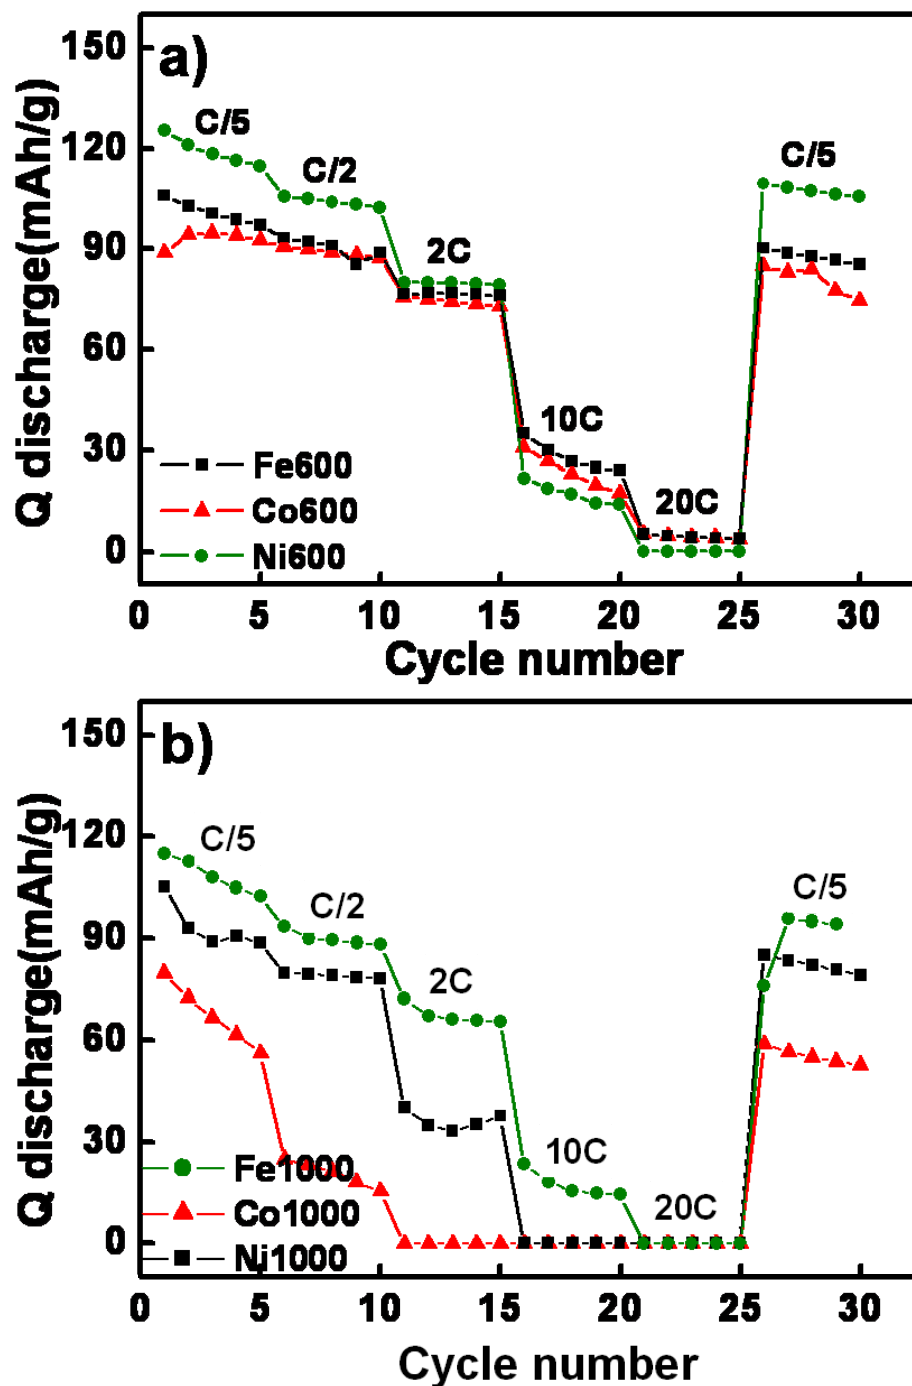 a)
150
120
90
60
30
0
Q discharge(mAh/g)
C/5
C/2
2C
10C
20C
C/5
Fe600
Co600
Ni600
0 5 10 15 20 25 30
Cycle number
b)
150
120
90
60
30
0
Q discharge(mAh/g)
C/5
C/2
2C
10C
20C
C/5
Fe1000
Co1000
Ni1000
0 5 10 15 20 25 30
Cycle number